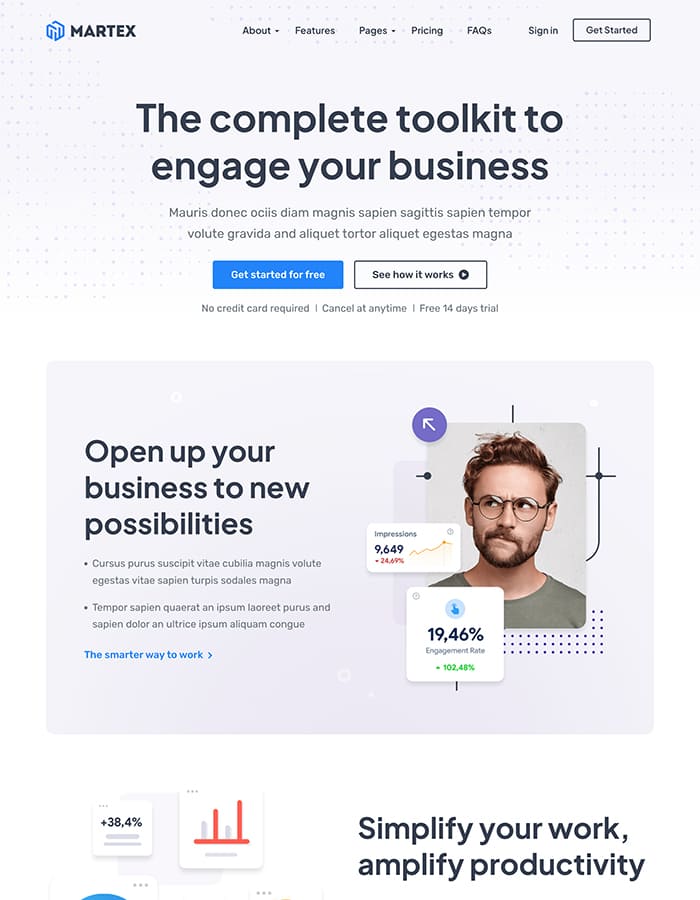 MARTEX
About Features Pages Pricing FAQs Sign in Get Started
The complete toolkit to
engage your business
Mauris donec ociis diam magnis sapien sagittis sapien tempor
volute gravida and aliquet tortor aliquet egestas magna
Get started for free See how it works
No credit card required | Cancel at anytime | Free 14 days trial
Open up your
business to new
possibilities
• Cursus purus suscipit vitae cubilia magnis volute
egestas vitae sapien turpis sodales magna
• Tempor sapien quaerat an ipsum laoreet purus and
sapien dolor an ultrice ipsum aliquam congue
The smarter way to work
Impressions
9,649
24,69%
19,46%
Engagement Rate
102,48%
+38,4%
Simplify your work,
amplify productivity